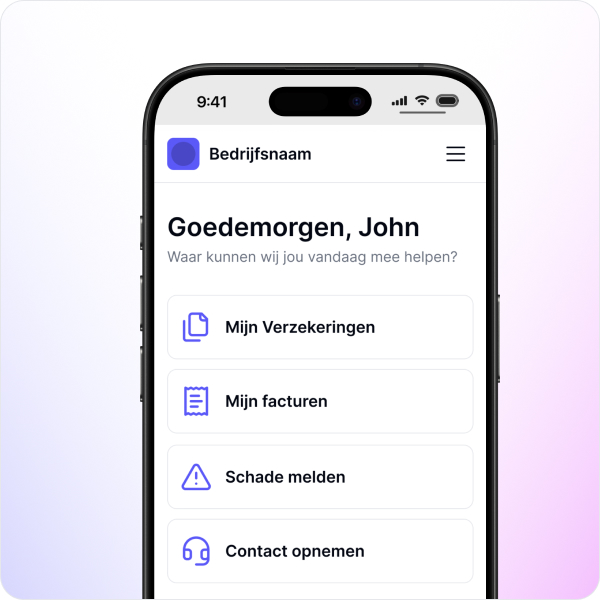 9:41
Bedrijfsnaam
Goedemorgen, John
Waar kunnen wij jou vandaag mee helpen?
Mijn Verzekeringen
Mijn facturen
Schade melden
Contact opnemen